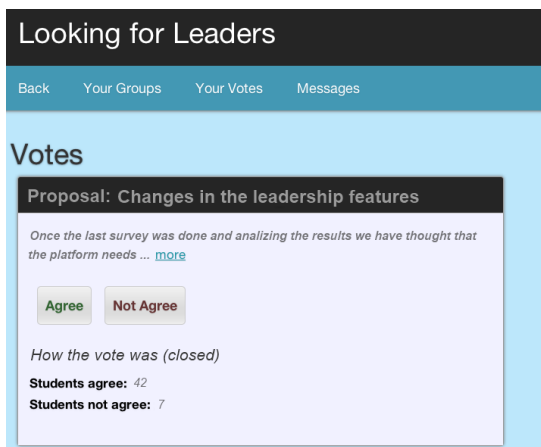 Looking for Leaders
Back Your Groups Your Votes Messages
Votes
Proposal: Changes in the leadership features
Once the last survey was done and analizing the results we have thought that
the platform needs ... more
Agree Not Agree
How the vote was (closed)
Students agree: 42
Students not agree: 7